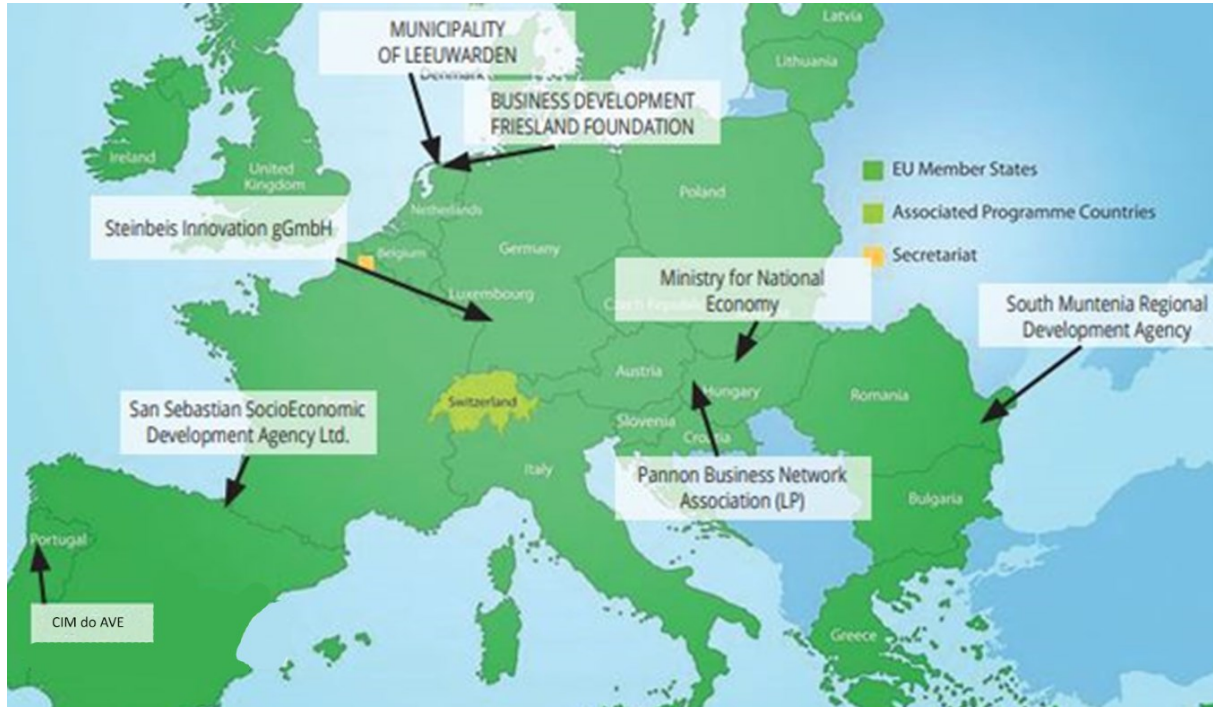 MUNICIPALITY
OF LEEUWARDEN
Latvia
Lithuania
Denmark
BUSINESS DEVELOPMENT
FRIESLAND FOUNDATION
Ireland
United
Kingdom
Netherlands
Poland
EU Member States
Associated Programme Countries
Secretariat
Steinbeis Innovation gGmbH
Belgium
Germany
Luxembourg
Czech Republic
Ministry for National
Economy
South Muntenia Regional
Development Agency
Austria
Hungary
Romania
Switzerland
San Sebastian SocioEconomic
Development Agency Ltd.
Slovenia
Croatia
Italy
Pannon Business Network
Association (LP)
Bulgaria
Portugal
CIM do AVE
Greece